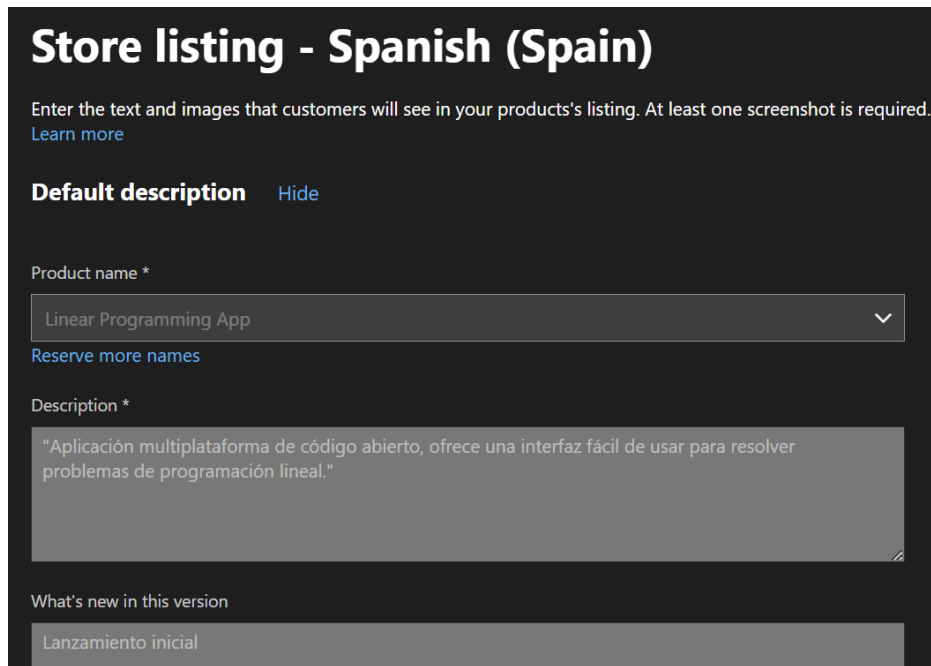 Store listing - Spanish (Spain)
Enter the text and images that customers will see in your products's listing. At least one screenshot is required.
Learn more
Default description Hide
Product name *
Linear Programming App
Reserve more names
Description *
"Aplicación multiplataforma de código abierto, ofrece una interfaz fácil de usar para resolver
problemas de programación lineal."
What's new in this version
Lanzamiento inicial